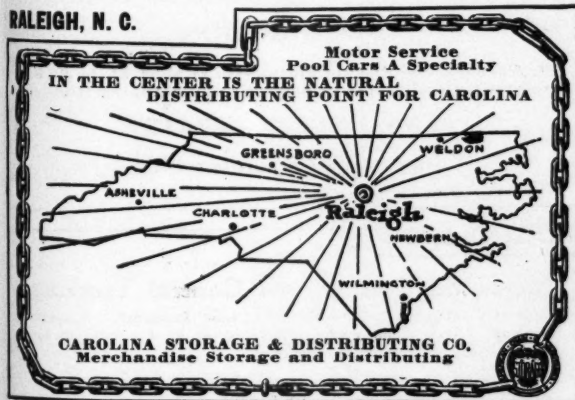 RALEIGH, N. C.
Motor Service
Pool Cars A Specialty
IN THE CENTER IS THE NATURAL
DISTRIBUTING POINT FOR CAROLINA
GREENSBORO
WELDON
ASHEVILLE
CHARLOTTE
Raleigh
NEWBERN
WILMINGTON
CAROLINA STORAGE & DISTRIBUTING CO.
Merchandise Storage and Distributing